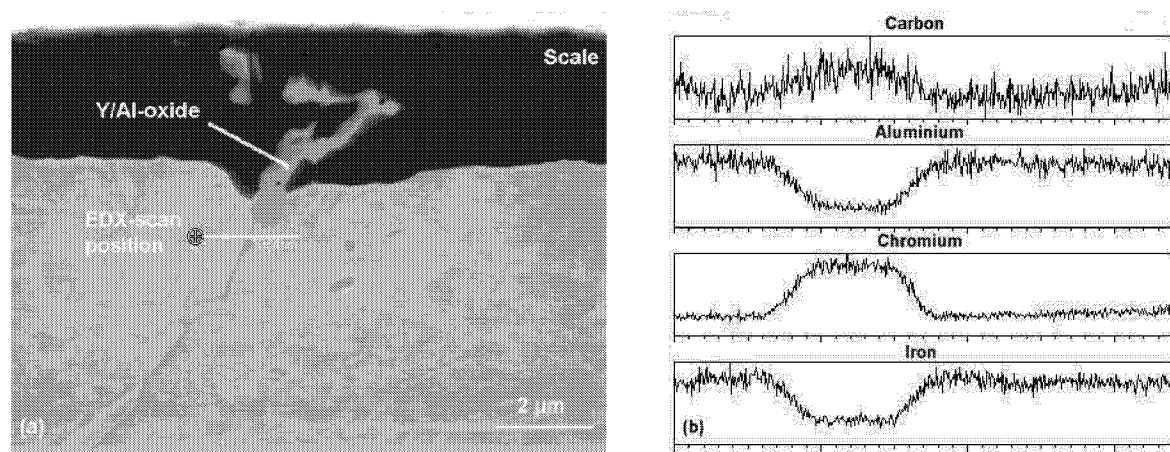 Scale
Y/Al-oxide
EDX-scan
position
2 µm
(a)
Carbon
Aluminium
Chromium
Iron
(b)